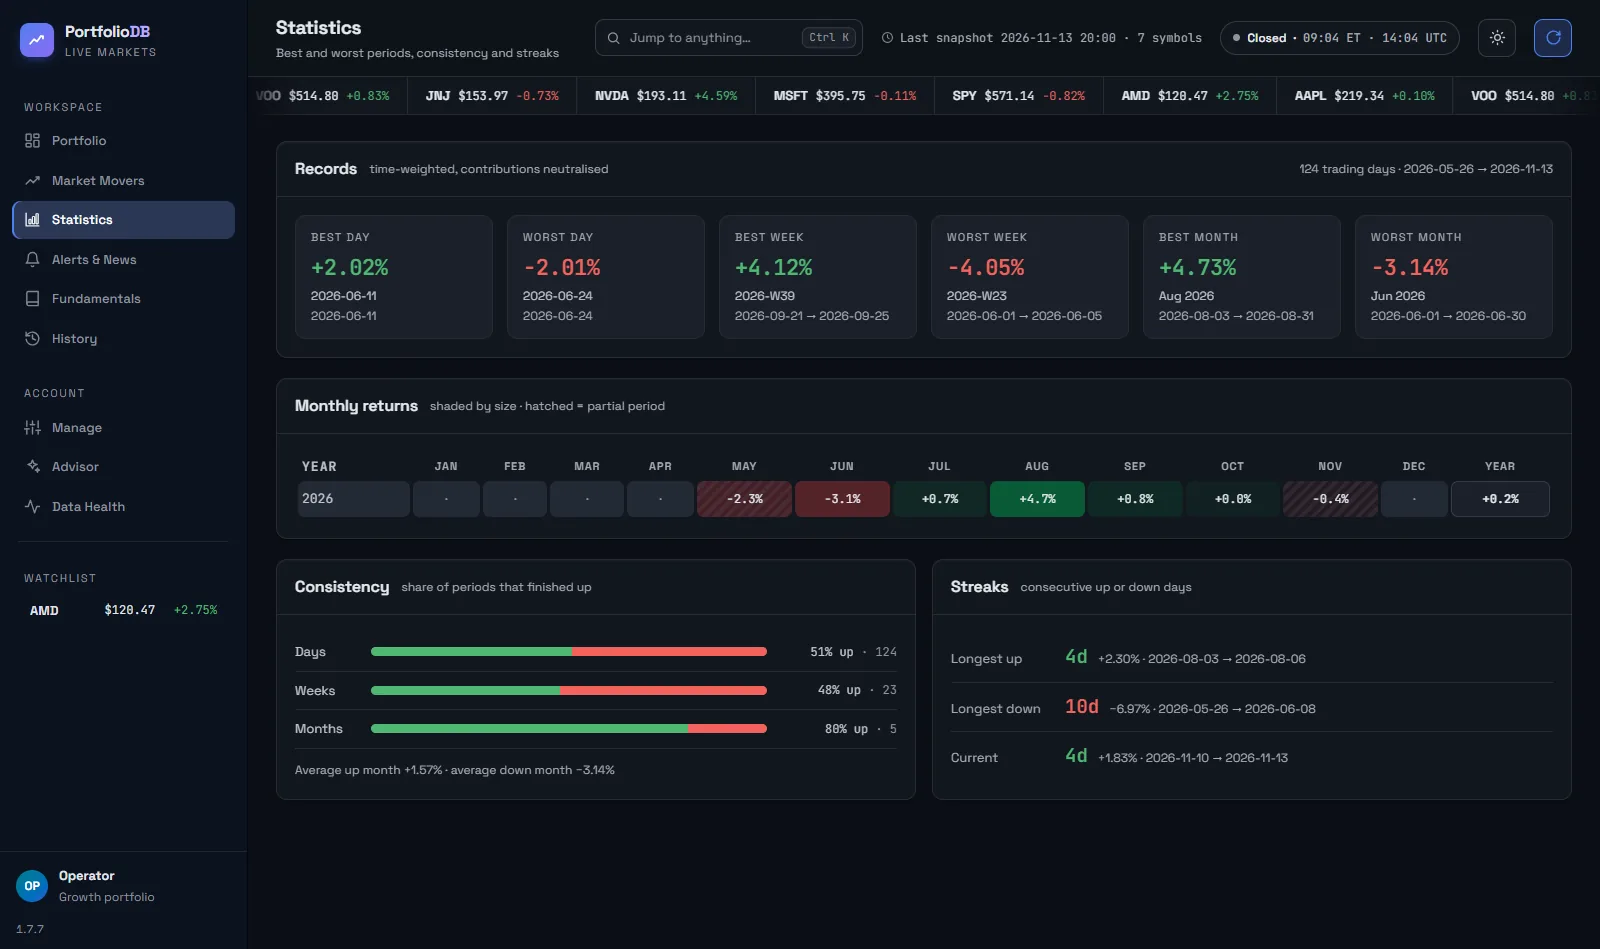 PortfolioDB
LIVE MARKETS
WORKSPACE
Portfolio
Market Movers
Statistics
Alerts & News
Fundamentals
History
ACCOUNT
Manage
Advisor
Data Health
WATCHLIST
AMD $120.47 +2.75%
OP
Operator
Growth portfolio
1.7.7
Statistics
Best and worst periods, consistency and streaks
Jump to anything... Ctrl K
Last snapshot 2026-11-13 20:00 · 7 symbols
Closed · 09:04 ET · 14:04 UTC
VOO $514.80 +0.83% JNJ $153.97 -0.73% NVDA $193.11 +4.59% MSFT $395.75 -0.11% SPY $571.14 -0.82% AMD $120.47 +2.75% AAPL $219.34 +0.10% VOO $514.80 +0.83
Records time-weighted, contributions neutralised
124 trading days · 2026-05-26 → 2026-11-13
BEST DAY
+2.02%
2026-06-11
2026-06-11
WORST DAY
-2.01%
2026-06-24
2026-06-24
BEST WEEK
+4.12%
2026-W39
2026-09-21 → 2026-09-25
WORST WEEK
-4.05%
2026-W23
2026-06-01 → 2026-06-05
BEST MONTH
+4.73%
Aug 2026
2026-08-03 → 2026-08-31
WORST MONTH
-3.14%
Jun 2026
2026-06-01 → 2026-06-30
Monthly returns shaded by size · hatched = partial period
YEAR JAN FEB MAR APR MAY JUN JUL AUG SEP OCT NOV DEC YEAR
2026 · · · · -2.3% -3.1% +0.7% +4.7% +0.8% +0.0% -0.4% · +0.2%
Consistency share of periods that finished up
Days 51% up · 124
Weeks 48% up · 23
Months 80% up · 5
Average up month +1.57% · average down month −3.14%
Streaks consecutive up or down days
Longest up 4d +2.30% · 2026-08-03 → 2026-08-06
Longest down 10d −6.97% · 2026-05-26 → 2026-06-08
Current 4d +1.83% · 2026-11-10 → 2026-11-13